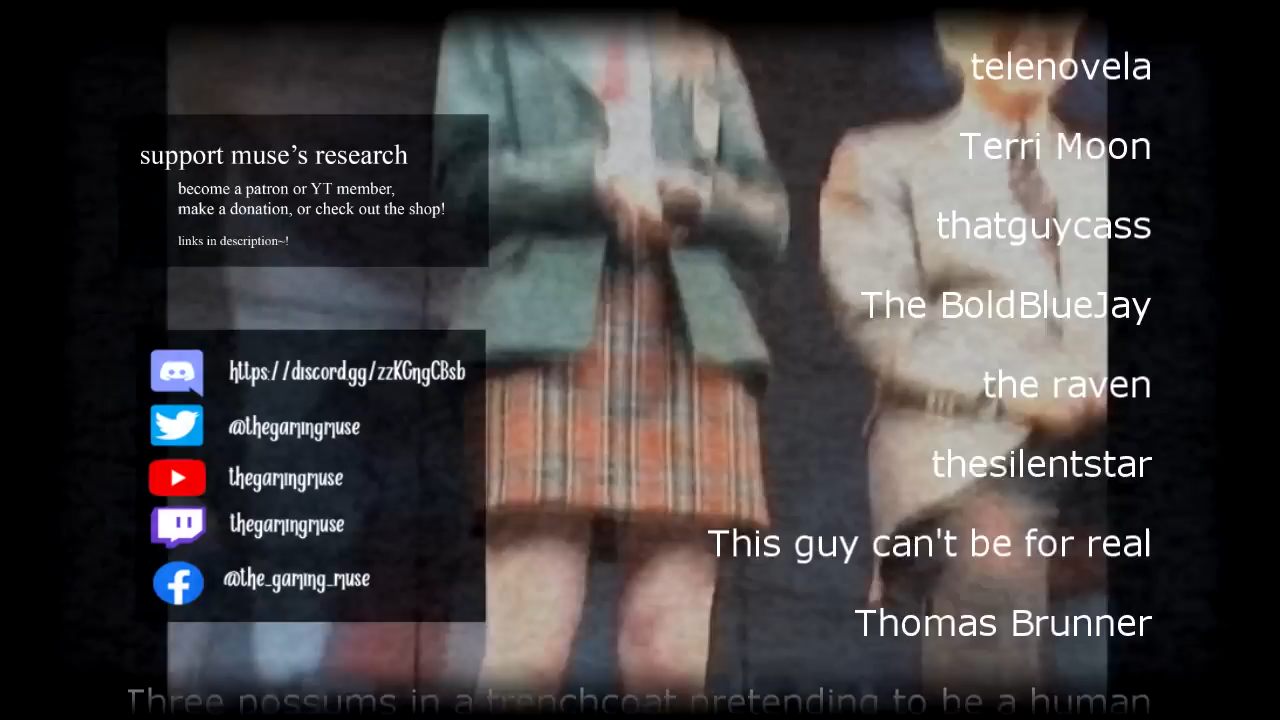 support muse's research
become a patron or YT member,
make a donation, or check out the shop!
links in description~!
https://discord.gg/zzKGngCBsb
@thegamingmuse
thegamingmuse
thegamingmuse
@the_gaming_muse
telenovela
Terri Moon
thatguycass
The BoldBlueJay
the raven
thesilentstar
This guy can't be for real
Thomas Brunner
Three possums in a trenchcoat pretending to be a human